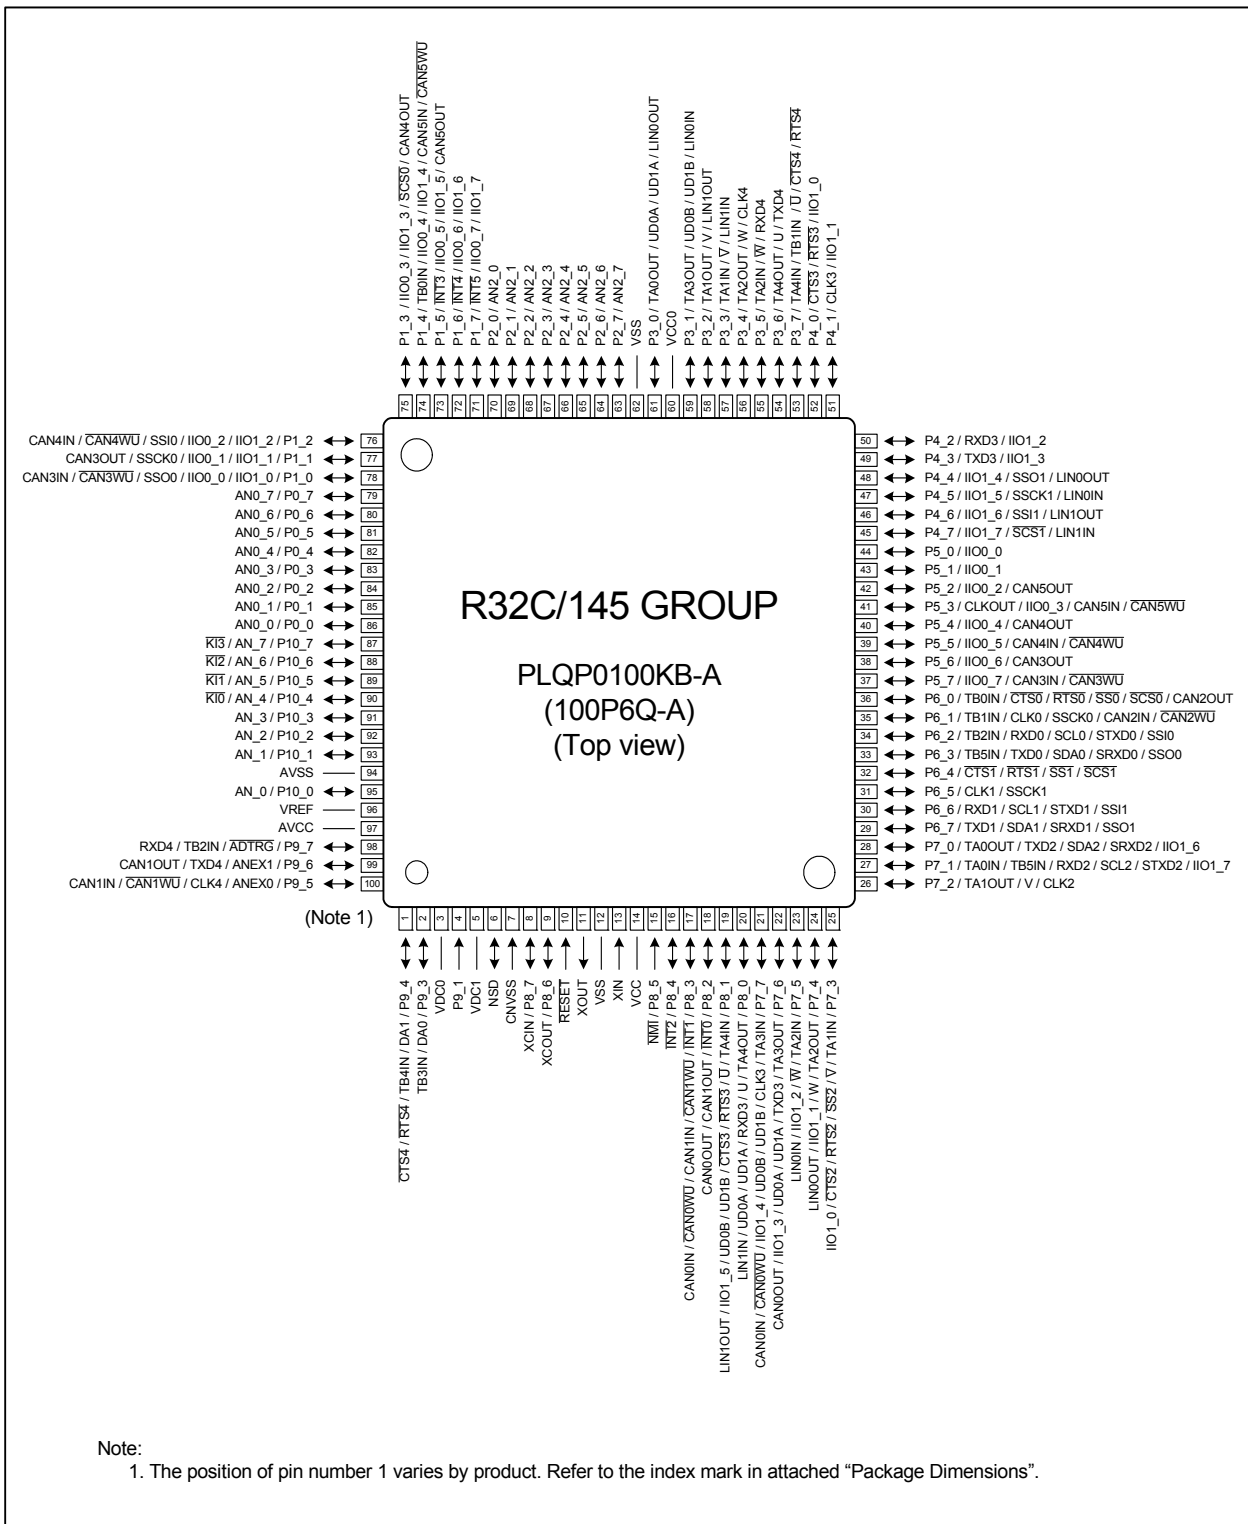 P1_3 / IIO0_3 / IIO1_3 / SCS0 / CAN4OUT
P1_4 / TB0IN / IIO0_4 / IIO1_4 / CAN5IN / CAN5WU
P1_5 / INT3 / IIO0_5 / IIO1_5 / CAN5OUT
P1_6 / INT4 / IIO0_6 / IIO1_6
P1_7 / INT5 / IIO0_7 / IIO1_7
P2_0 / AN2_0
P2_1 / AN2_1
P2_2 / AN2_2
P2_3 / AN2_3
P2_4 / AN2_4
P2_5 / AN2_5
P2_6 / AN2_6
P2_7 / AN2_7
VSS
P3_0 / TA0OUT / UD0A / UD1A / LIN0OUT
VCC0
P3_1 / TA3OUT / UD0B / UD1B / LIN0IN
P3_2 / TA1OUT / V / LIN1OUT
P3_3 / TA1IN / V / LIN1IN
P3_4 / TA2OUT / W / CLK4
P3_5 / TA2IN / W / RXD4
P3_6 / TA4OUT / U / TXD4
P3_7 / TA4IN / TB1IN / U / CTS4 / RTS4
P4_0 / CTS3 / RTS3 / IIO1_0
P4_1 / CLK3 / IIO1_1
75 74 73 72 71 70 69 68 67 66 65 64 63 62 61 60 59 58 57 56 55 54 53 52 51
CAN4IN / CAN4WU / SSI0 / IIO0_2 / IIO1_2 / P1_2 76
CAN3OUT / SSCK0 / IIO0_1 / IIO1_1 / P1_1 77
CAN3IN / CAN3WU / SSO0 / IIO0_0 / IIO1_0 / P1_0 78
AN0_7 / P0_7 79
AN0_6 / P0_6 80
AN0_5 / P0_5 81
AN0_4 / P0_4 82
AN0_3 / P0_3 83
AN0_2 / P0_2 84
AN0_1 / P0_1 85
AN0_0 / P0_0 86
KI3 / AN_7 / P10_7 87
KI2 / AN_6 / P10_6 88
KI1 / AN_5 / P10_5 89
KI0 / AN_4 / P10_4 90
AN_3 / P10_3 91
AN_2 / P10_2 92
AN_1 / P10_1 93
AVSS 94
AN_0 / P10_0 95
VREF 96
AVCC 97
RXD4 / TB2IN / ADTRG / P9_7 98
CAN1OUT / TXD4 / ANEX1 / P9_6 99
CAN1IN / CAN1WU / CLK4 / ANEX0 / P9_5 100
R32C/145 GROUP
PLQP0100KB-A
(100P6Q-A)
(Top view)
50 P4_2 / RXD3 / IIO1_2
49 P4_3 / TXD3 / IIO1_3
48 P4_4 / IIO1_4 / SSO1 / LIN0OUT
47 P4_5 / IIO1_5 / SSCK1 / LIN0IN
46 P4_6 / IIO1_6 / SSI1 / LIN1OUT
45 P4_7 / IIO1_7 / SCS1 / LIN1IN
44 P5_0 / IIO0_0
43 P5_1 / IIO0_1
42 P5_2 / IIO0_2 / CAN5OUT
41 P5_3 / CLKOUT / IIO0_3 / CAN5IN / CAN5WU
40 P5_4 / IIO0_4 / CAN4OUT
39 P5_5 / IIO0_5 / CAN4IN / CAN4WU
38 P5_6 / IIO0_6 / CAN3OUT
37 P5_7 / IIO0_7 / CAN3IN / CAN3WU
36 P6_0 / TB0IN / CTS0 / RTS0 / SS0 / SCS0 / CAN2OUT
35 P6_1 / TB1IN / CLK0 / SSCK0 / CAN2IN / CAN2WU
34 P6_2 / TB2IN / RXD0 / SCL0 / STXD0 / SSI0
33 P6_3 / TB5IN / TXD0 / SDA0 / SRXD0 / SSO0
32 P6_4 / CTS1 / RTS1 / SS1 / SCS1
31 P6_5 / CLK1 / SSCK1
30 P6_6 / RXD1 / SCL1 / STXD1 / SSI1
29 P6_7 / TXD1 / SDA1 / SRXD1 / SSO1
28 P7_0 / TA0OUT / TXD2 / SDA2 / SRXD2 / IIO1_6
27 P7_1 / TA0IN / TB5IN / RXD2 / SCL2 / STXD2 / IIO1_7
26 P7_2 / TA1OUT / V / CLK2
(Note 1)
1 2 3 4 5 6 7 8 9 10 11 12 13 14 15 16 17 18 19 20 21 22 23 24 25
CTS4 / RTS4 / TB4IN / DA1 / P9_4
TB3IN / DA0 / P9_3
VDC0
P9_1
VDC1
NSD
CNVSS
XCIN / P8_7
XCOUT / P8_6
RESET
XOUT
VSS
XIN
VCC
NMI / P8_5
INT2 / P8_4
CAN0IN / CAN0WU / CAN1IN / CAN1WU / INT1 / P8_3
CAN0OUT / CAN1OUT / INT0 / P8_2
LIN1OUT / IIO1_5 / UD0B / UD1B / CTS3 / RTS3 / U / TA4IN / P8_1
LIN1IN / UD0A / UD1A / RXD3 / U / TA4OUT / P8_0
CAN0IN / CAN0WU / IIO1_4 / UD0B / UD1B / CLK3 / TA3IN / P7_7
CAN0OUT / IIO1_3 / UD0A / UD1A / TXD3 / TA3OUT / P7_6
LIN0IN / IIO1_2 / W / TA2IN / P7_5
LIN0OUT / IIO1_1 / W / TA2OUT / P7_4
IIO1_0 / CTS2 / RTS2 / SS2 / V / TA1IN / P7_3
Note:
1. The position of pin number 1 varies by product. Refer to the index mark in attached “Package Dimensions”.